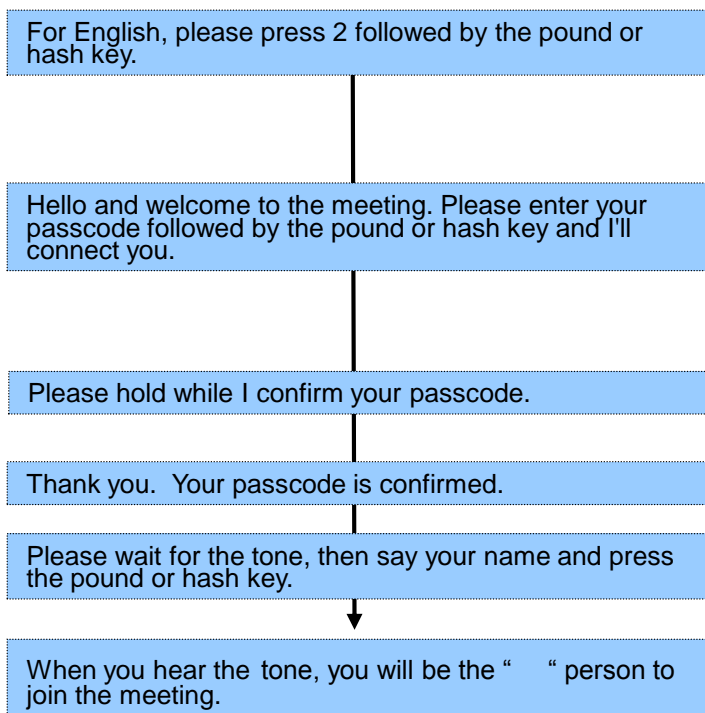 For English, please press 2 followed by the pound or
hash key.
Hello and welcome to the meeting. Please enter your
passcode followed by the pound or hash key and I'll
connect you.
Please hold while I confirm your passcode.
Thank you.  Your passcode is confirmed.
Please wait for the tone, then say your name and press
the pound or hash key.
When you hear the tone, you will be the “    “ person to
join the meeting.